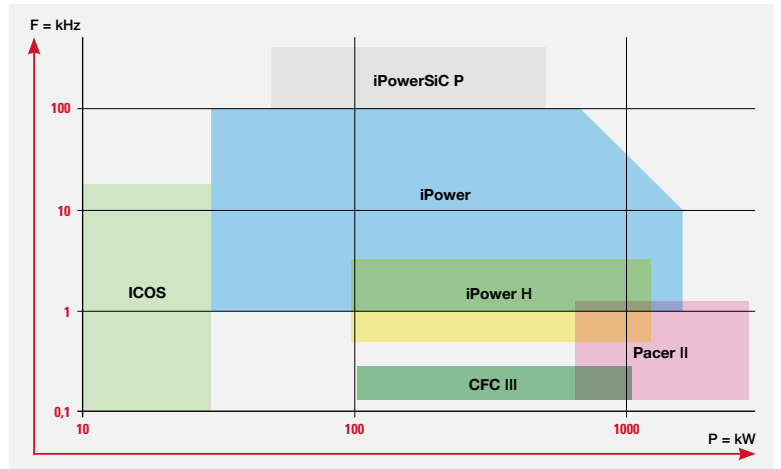 F = kHz
iPowerSiC P
100
iPower
10
ICOS
iPower H
1
Pacer II
CFC III
0,1
10
100
1000
P = kW